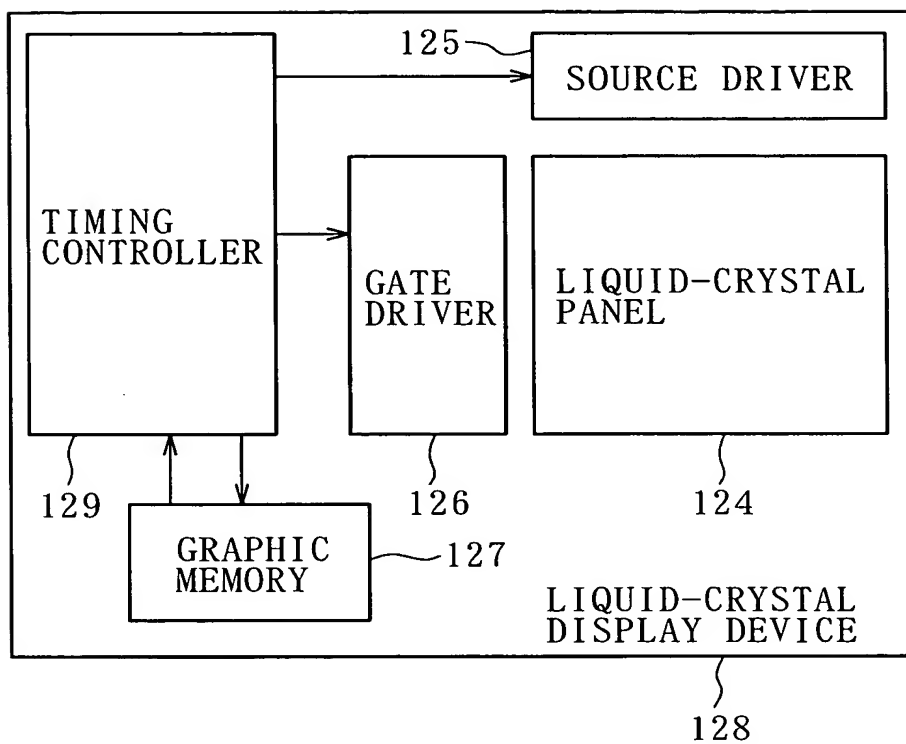 125
SOURCE DRIVER
TIMING
CONTROLLER
GATE
DRIVER
LIQUID-CRYSTAL
PANEL
129
126
124
GRAPHIC
MEMORY
127
LIQUID-CRYSTAL
DISPLAY DEVICE
128